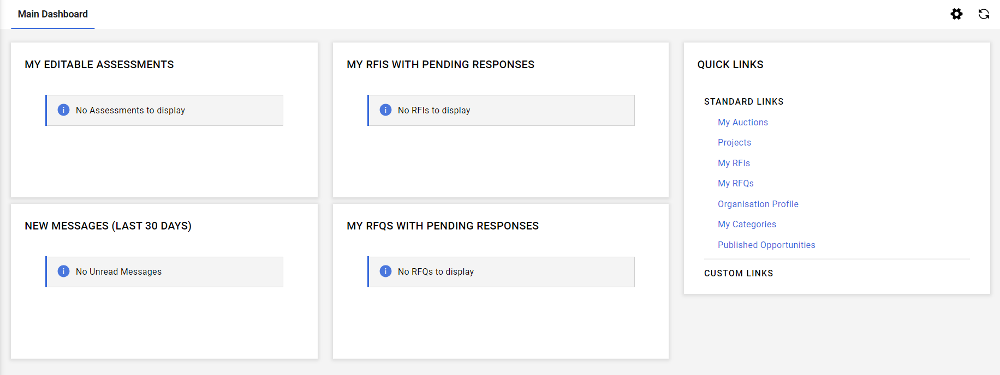 Main Dashboard
MY EDITABLE ASSESSMENTS
No Assessments to display
MY RFIS WITH PENDING RESPONSES
No RFIs to display
NEW MESSAGES (LAST 30 DAYS)
No Unread Messages
MY RFQS WITH PENDING RESPONSES
No RFQs to display
QUICK LINKS
STANDARD LINKS
My Auctions
Projects
My RFIs
My RFQs
Organisation Profile
My Categories
Published Opportunities
CUSTOM LINKS